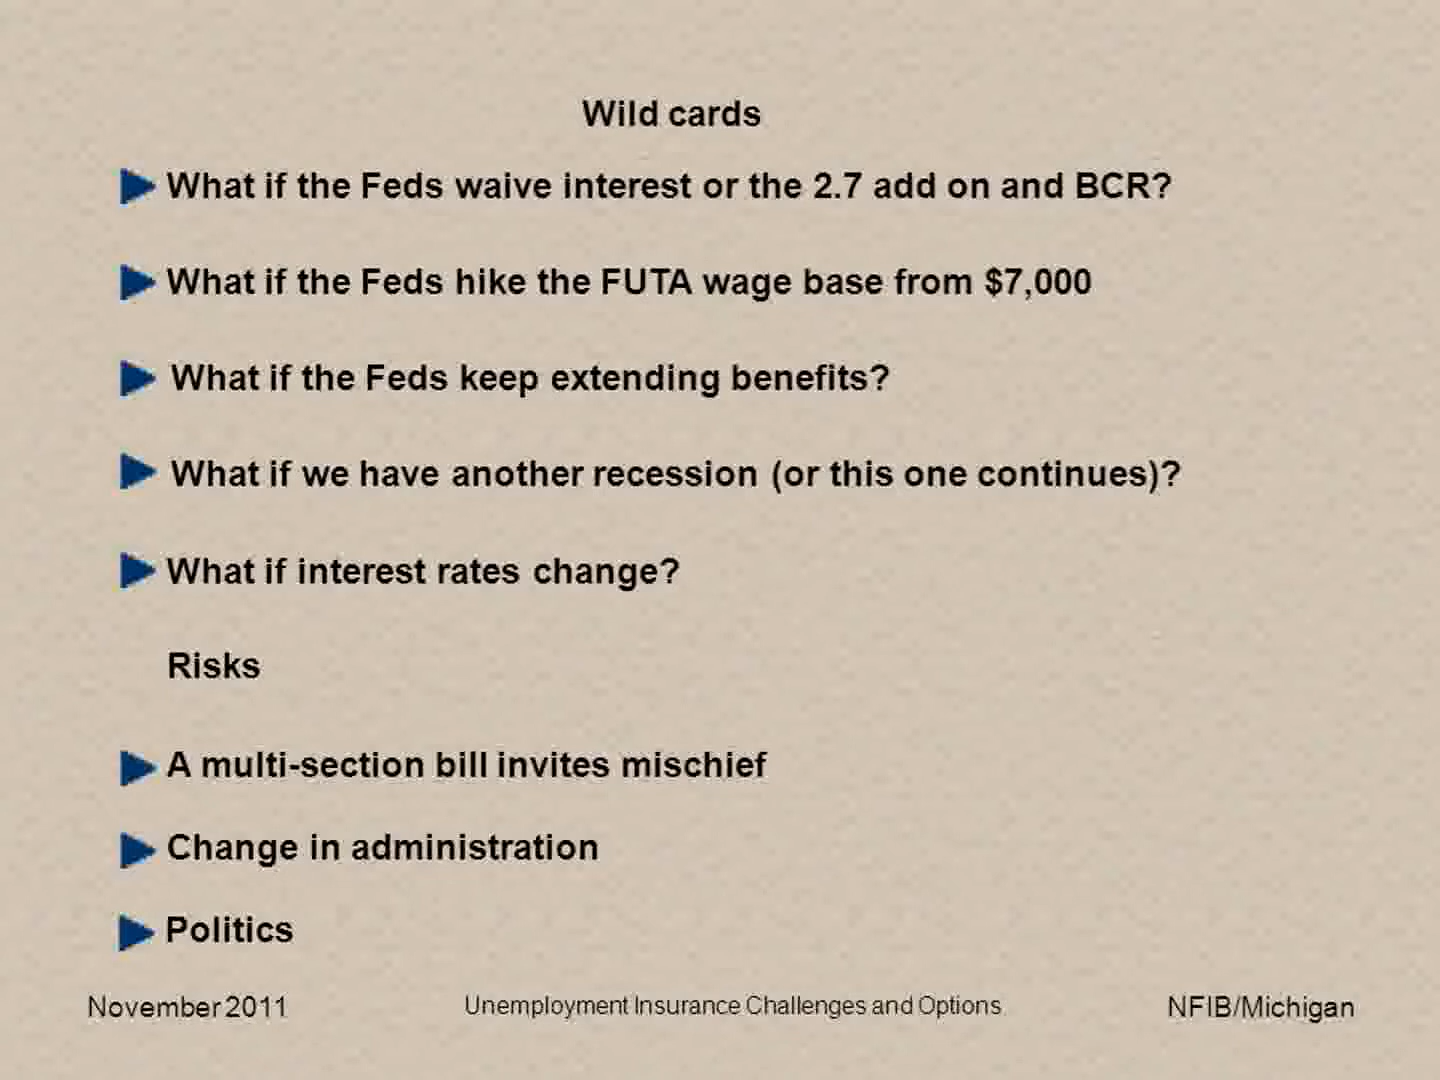 Wild cards
What if the Feds waive interest or the 2.7 add on and BCR?
What if the Feds hike the FUTA wage base from $7,000
What if the Feds keep extending benefits?
What if we have another recession (or this one continues)?
What if interest rates change?
Risks
A multi-section bill invites mischief
Change in administration
Politics
November 2011 Unemployment Insurance Challenges and Options NFIB/Michigan